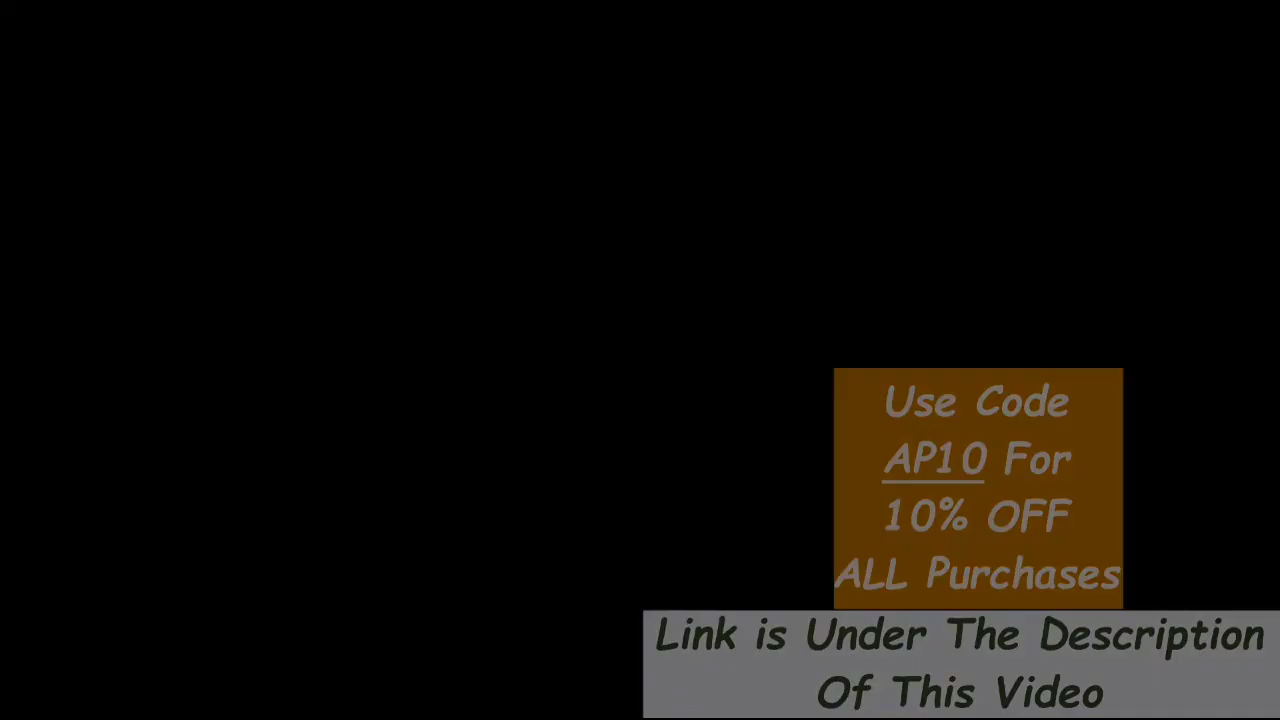 Use Code
AP10 For
10% OFF
ALL Purchases
Link is Under The Description
Of This Video